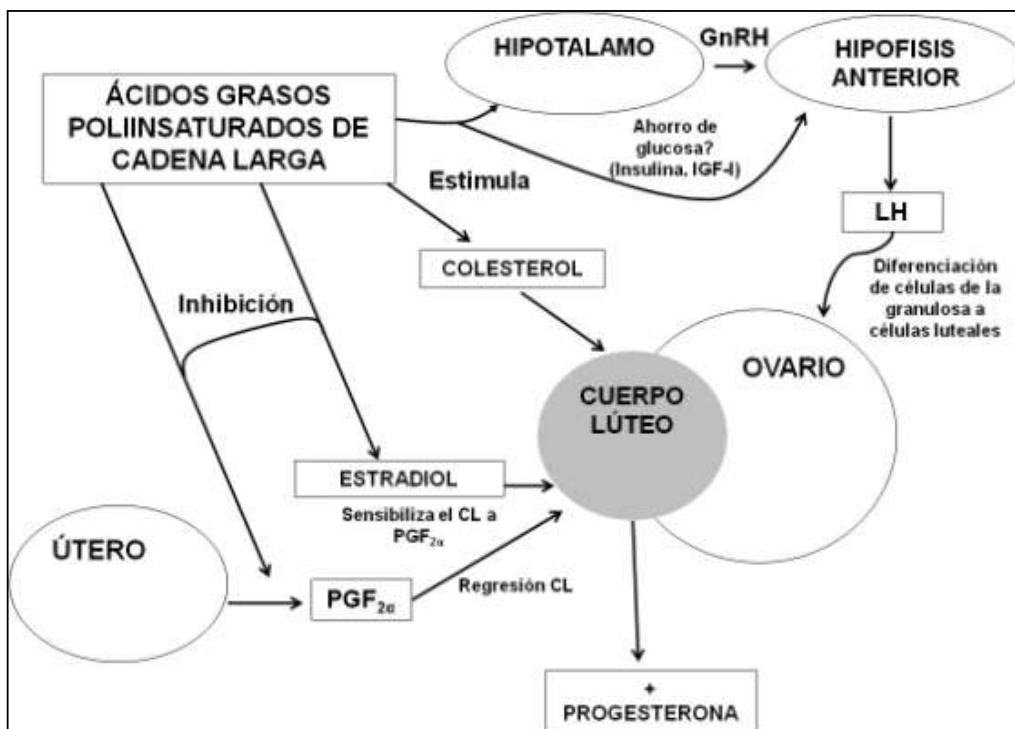 HIPOTALAMO
GnRH
HIPOFISIS
ANTERIOR
ÁCIDOS GRASOS
POLIINSATURADOS DE
CADENA LARGA
Ahorro de
glucosa?
(Insulina, IGF-I)
Estimula
LH
COLESTEROL
Diferenciación
de células de la
granulosa a
células luteales
Inhibición
OVARIO
CUERPO
LÚTEO
ESTRADIOL
Sensibiliza el CL a
PGF2α
ÚTERO
PGF2α
Regresión CL
+
PROGESTERONA